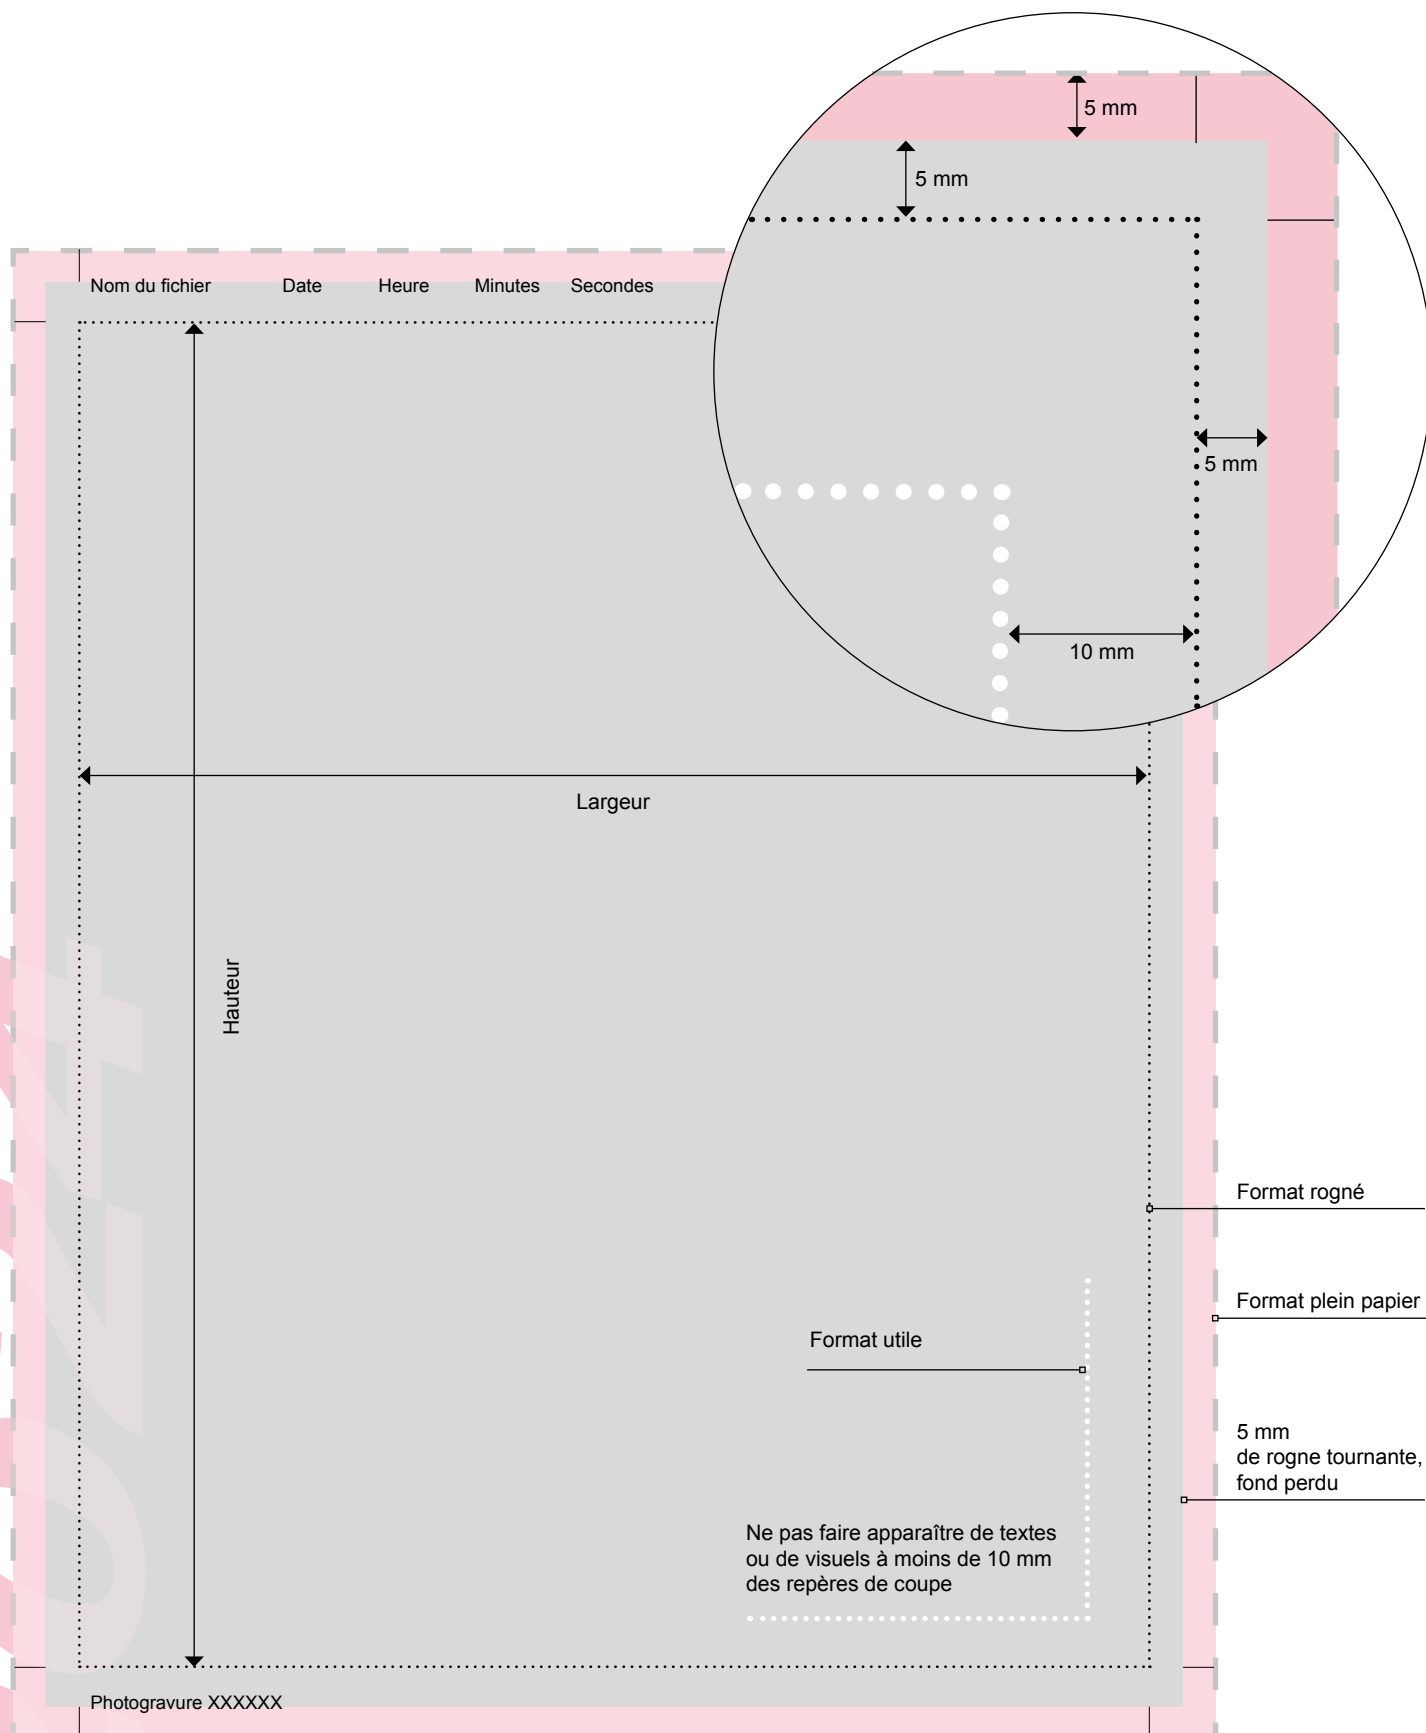 5 mm
5 mm
Nom du fichier Date Heure Minutes Secondes
5 mm
10 mm
Largeur
Hauteur
Format rogné
Format plein papier
Format utile
5 mm
de rogne tournante,
fond perdu
Ne pas faire apparaître de textes
ou de visuels à moins de 10 mm
des repères de coupe
Photogravure XXXXXX